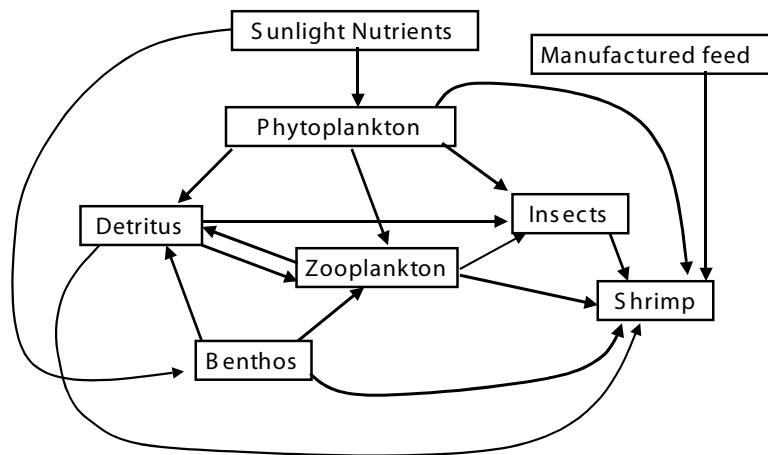 Sunlight Nutrients
Manufactured feed
Phytoplankton
Insects
Detritus
Zooplankton
Shrimp
Benthos